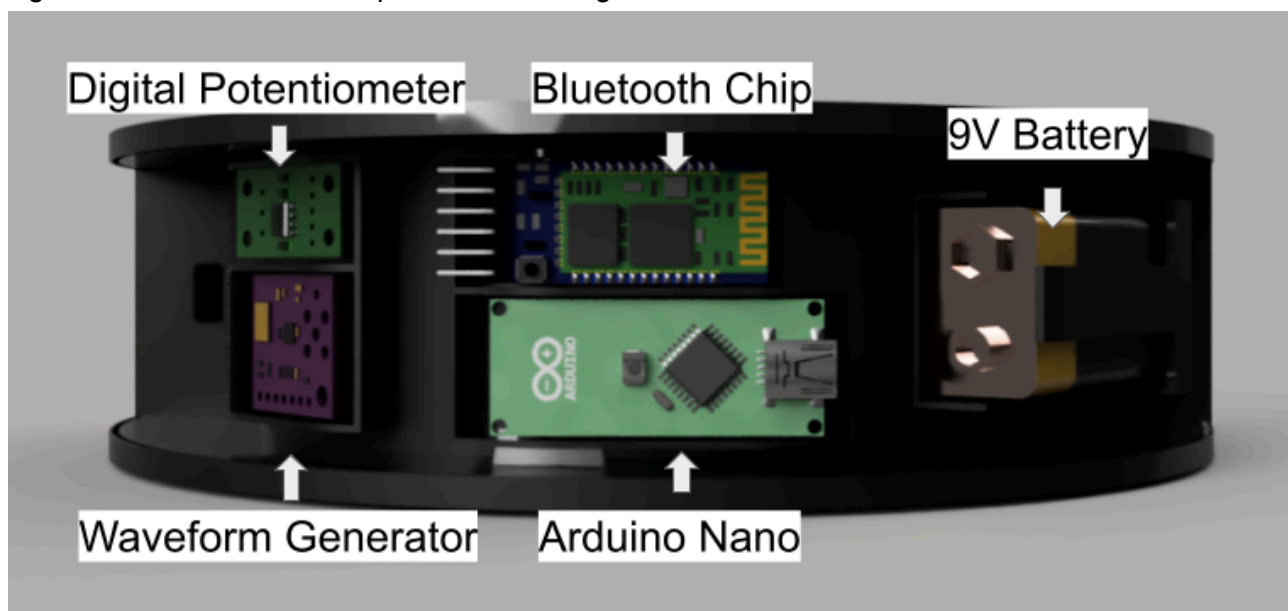 Digital Potentiometer
Bluetooth Chip
9V Battery
ARDUINO
Waveform Generator
Arduino Nano